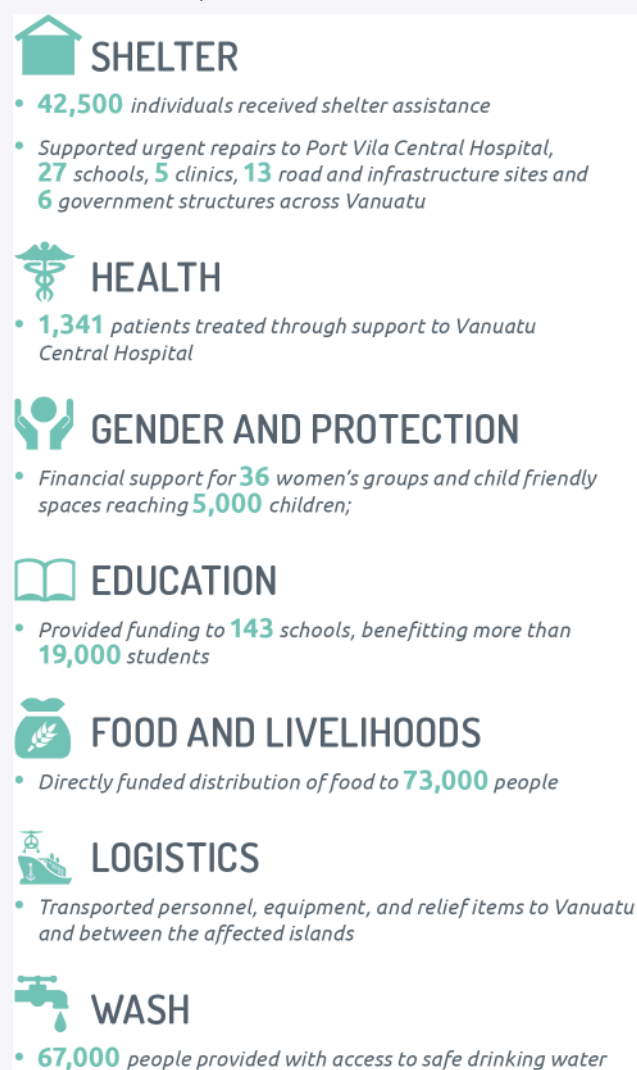 SHELTER
• 42,500 individuals received shelter assistance
• Supported urgent repairs to Port Vila Central Hospital,
27 schools, 5 clinics, 13 road and infrastructure sites and
6 government structures across Vanuatu
HEALTH
• 1,341 patients treated through support to Vanuatu
Central Hospital
GENDER AND PROTECTION
• Financial support for 36 women's groups and child friendly
spaces reaching 5,000 children;
EDUCATION
• Provided funding to 143 schools, benefitting more than
19,000 students
FOOD AND LIVELIHOODS
• Directly funded distribution of food to 73,000 people
LOGISTICS
• Transported personnel, equipment, and relief items to Vanuatu
and between the affected islands
WASH
• 67,000 people provided with access to safe drinking water